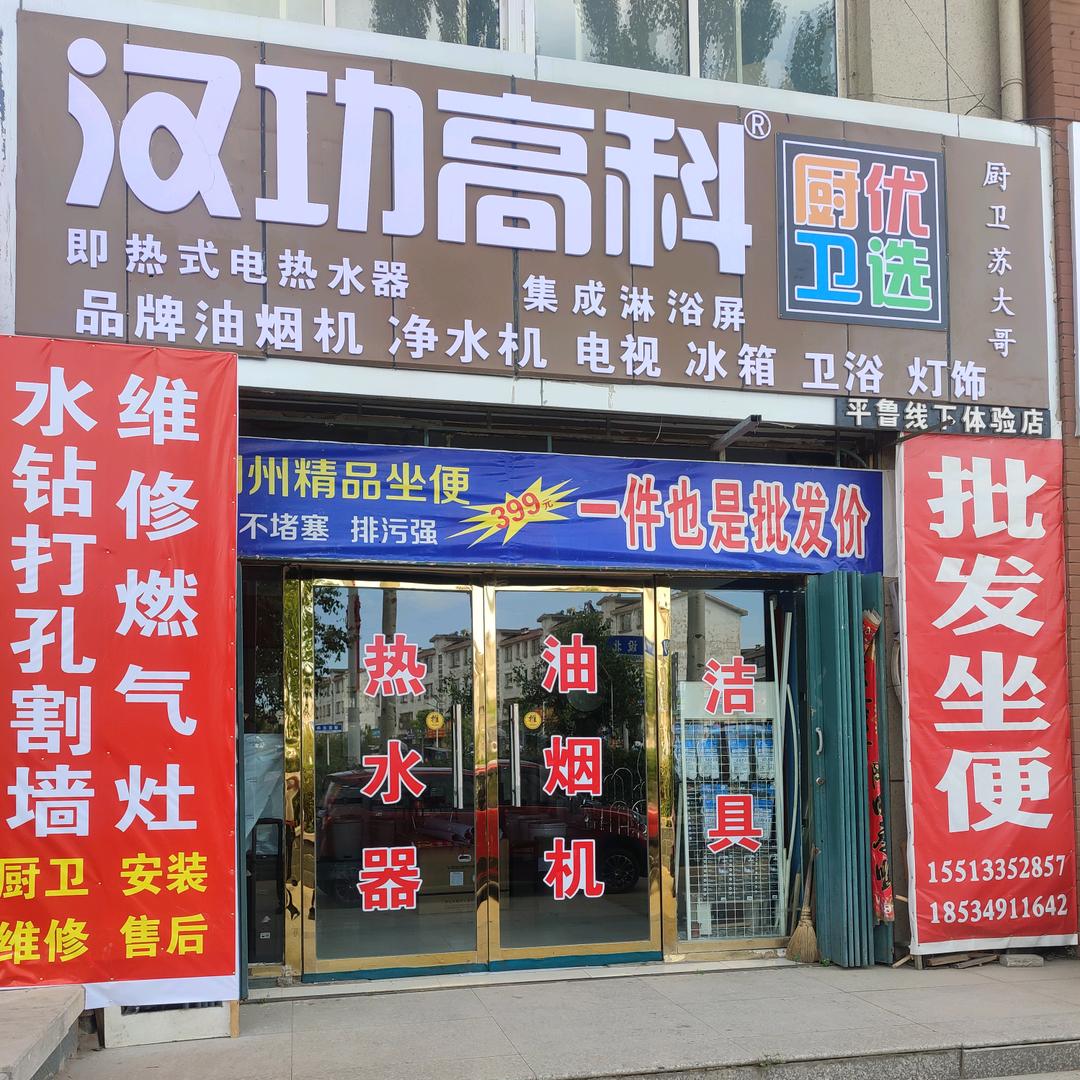 汉功高科®
厨优
卫选
厨卫苏大哥
即热式电热水器
集成淋浴屏
品牌油烟机 净水机 电视 冰箱 卫浴 灯饰
平鲁线下体验店
水钻打孔割墙
维修燃气灶
厨卫 安装
维修 售后
州精品坐便
不堵塞 排污强
399元
一件也是批发价
热水器
推
油烟机
推
洁具
批发坐便
15513352857
18534911642